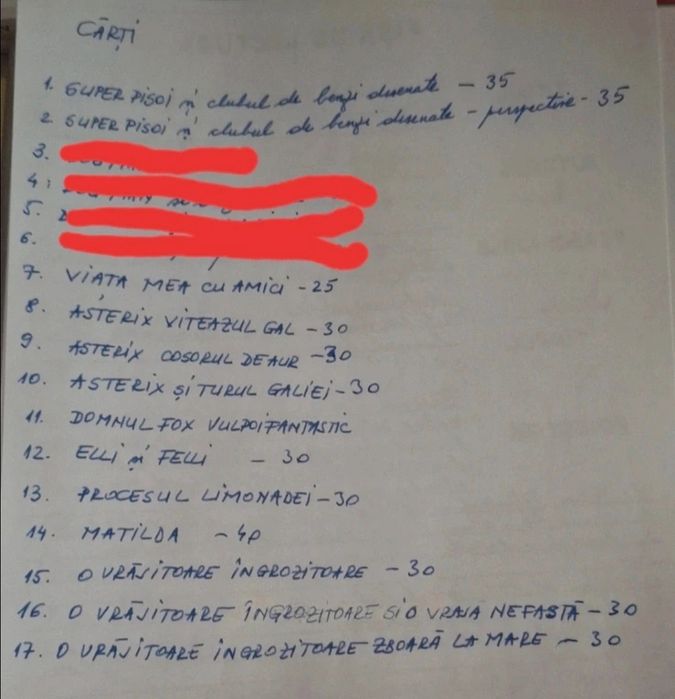 CĂRȚI
1. SUPER PISOI și clubul de benzi desenate – 35
2. SUPER PISOI și clubul de benzi desenate – perspective – 35
3.
4.
5.
6.
7. VIAȚA MEA CU AMICI – 25
8. ASTERIX VITEAZUL GAL – 30
9. ASTERIX COSORUL DE AUR – 30
10. ASTERIX ȘI TURUL GALIEI – 30
11. DOMNUL FOX VULPOI FANTASTIC
12. ELLI și FELLI – 30
13. PROCESUL LIMONADEI – 30
14. MATILDA – 40
15. O VRĂJITOARE ÎNGROZITOARE – 30
16. O VRĂJITOARE ÎNGROZITOARE SI O VRAJA NEFASTĂ – 30
17. O VRĂJITOARE ÎNGROZITOARE ZBOARĂ LA MARE – 30